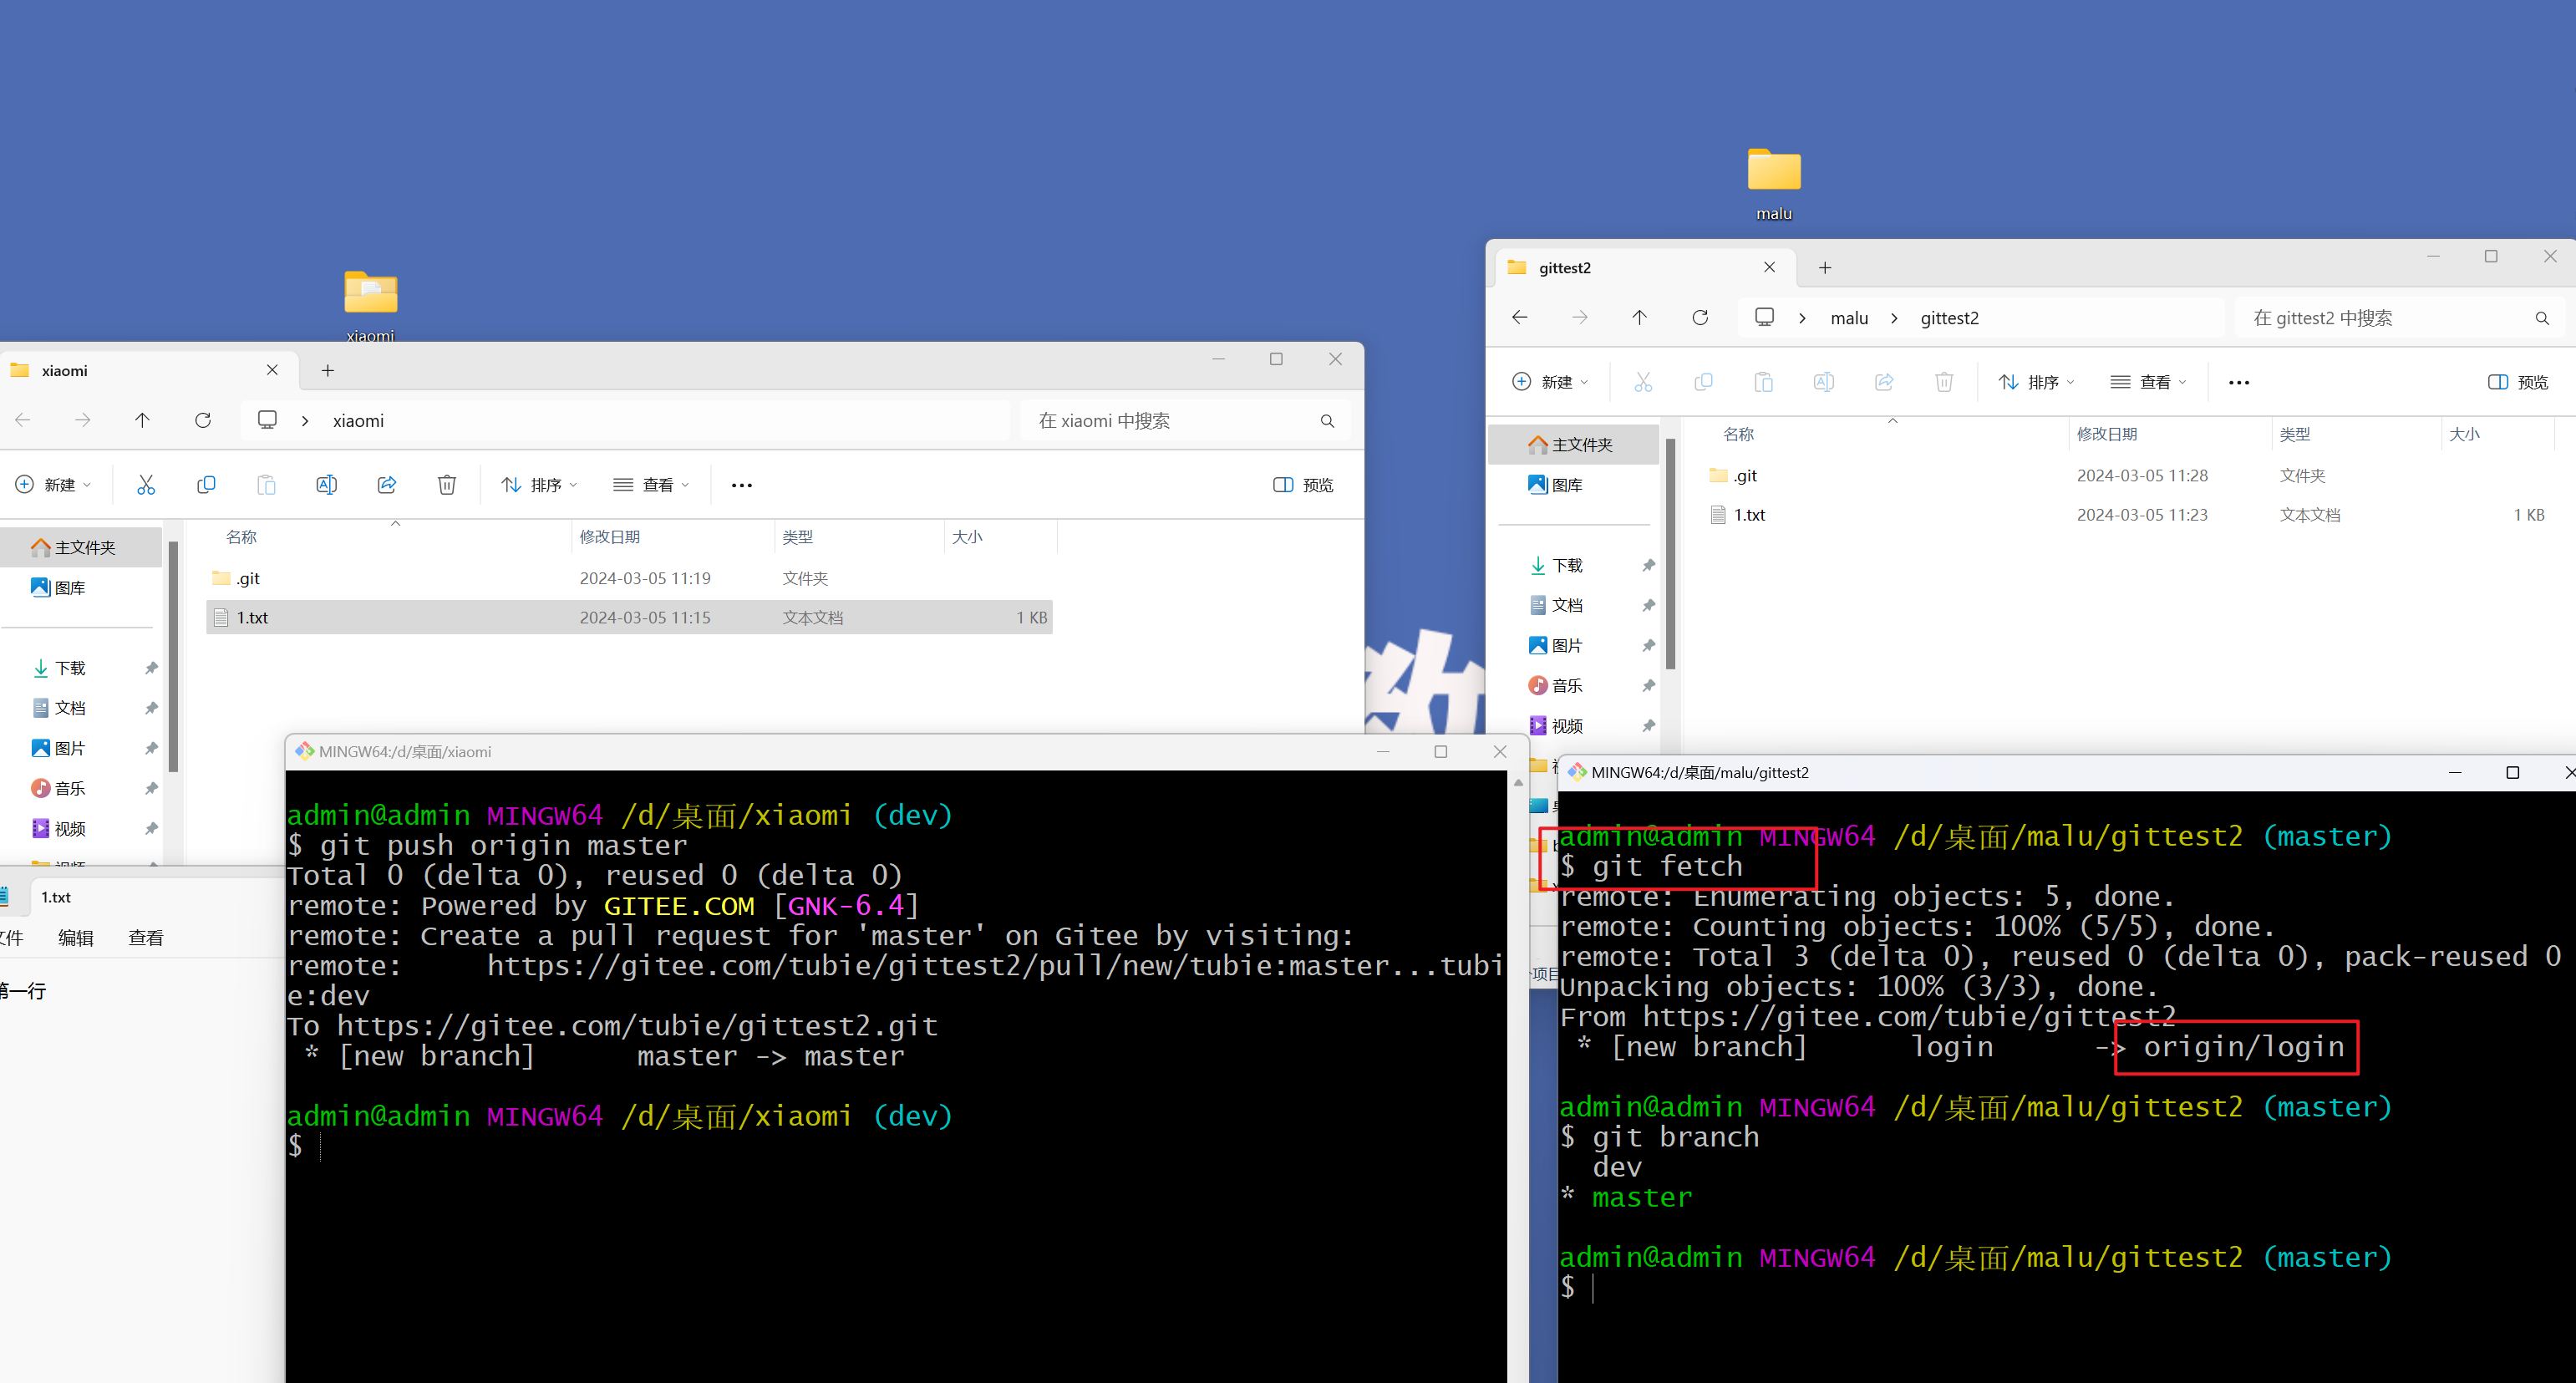 malu
xiaomi
xiaomi
xiaomi
在 xiaomi 中搜索
新建
排序
查看
预览
名称
修改日期
类型
大小
主文件夹
图库
下载
文档
图片
音乐
视频
.git
2024-03-05 11:19
文件夹
1.txt
2024-03-05 11:15
文本文档
1 KB
1.txt
文件
编辑
查看
第一行
gittest2
malu
gittest2
在 gittest2 中搜索
新建
排序
查看
预览
名称
修改日期
类型
大小
主文件夹
图库
下载
文档
图片
音乐
视频
.git
2024-03-05 11:28
文件夹
1.txt
2024-03-05 11:23
文本文档
1 KB
MINGW64:/d/桌面/xiaomi
admin@admin MINGW64 /d/桌面/xiaomi (dev)
$ git push origin master
Total 0 (delta 0), reused 0 (delta 0)
remote: Powered by GITEE.COM [GNK-6.4]
remote: Create a pull request for 'master' on Gitee by visiting:
remote:     https://gitee.com/tubie/gittest2/pull/new/tubie:master...tubi
e:dev
To https://gitee.com/tubie/gittest2.git
 * [new branch]      master -> master
admin@admin MINGW64 /d/桌面/xiaomi (dev)
$
MINGW64:/d/桌面/malu/gittest2
admin@admin MINGW64 /d/桌面/malu/gittest2 (master)
$ git fetch
remote: Enumerating objects: 5, done.
remote: Counting objects: 100% (5/5), done.
remote: Total 3 (delta 0), reused 0 (delta 0), pack-reused 0
Unpacking objects: 100% (3/3), done.
From https://gitee.com/tubie/gittest2
 * [new branch]      login      -> origin/login
admin@admin MINGW64 /d/桌面/malu/gittest2 (master)
$ git branch
  dev
* master
admin@admin MINGW64 /d/桌面/malu/gittest2 (master)
$